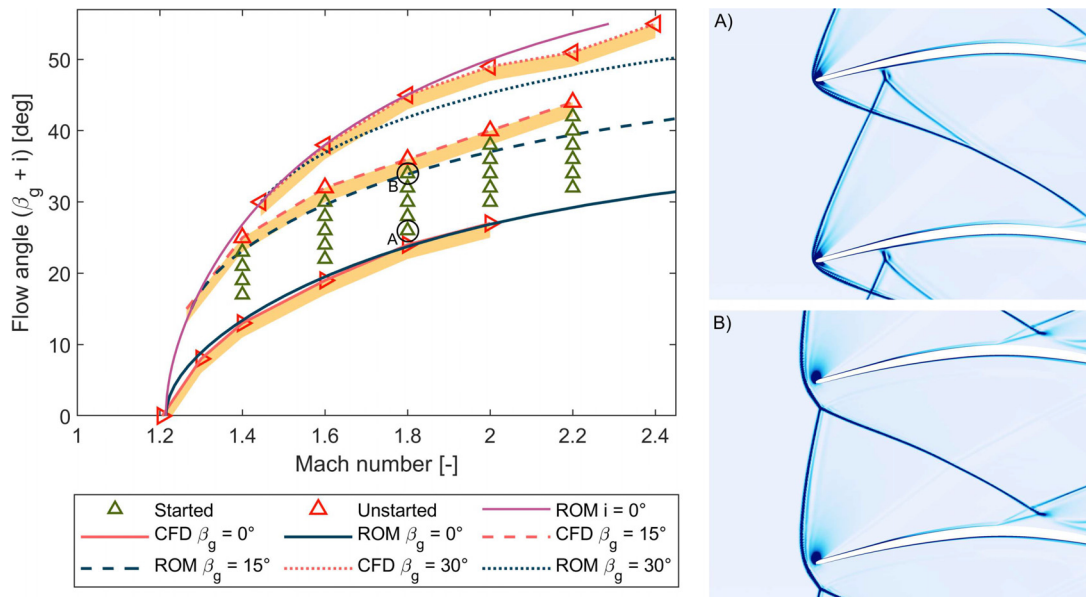 Flow angle (β_g + i) [deg]
50
40
30
20
10
0
B
A
1
1.2
1.4
1.6
1.8
2
2.2
2.4
Mach number [-]
Started
Unstarted
ROM i = 0°
CFD β_g = 0°
ROM β_g = 0°
CFD β_g = 15°
ROM β_g = 15°
CFD β_g = 30°
ROM β_g = 30°
A)
B)